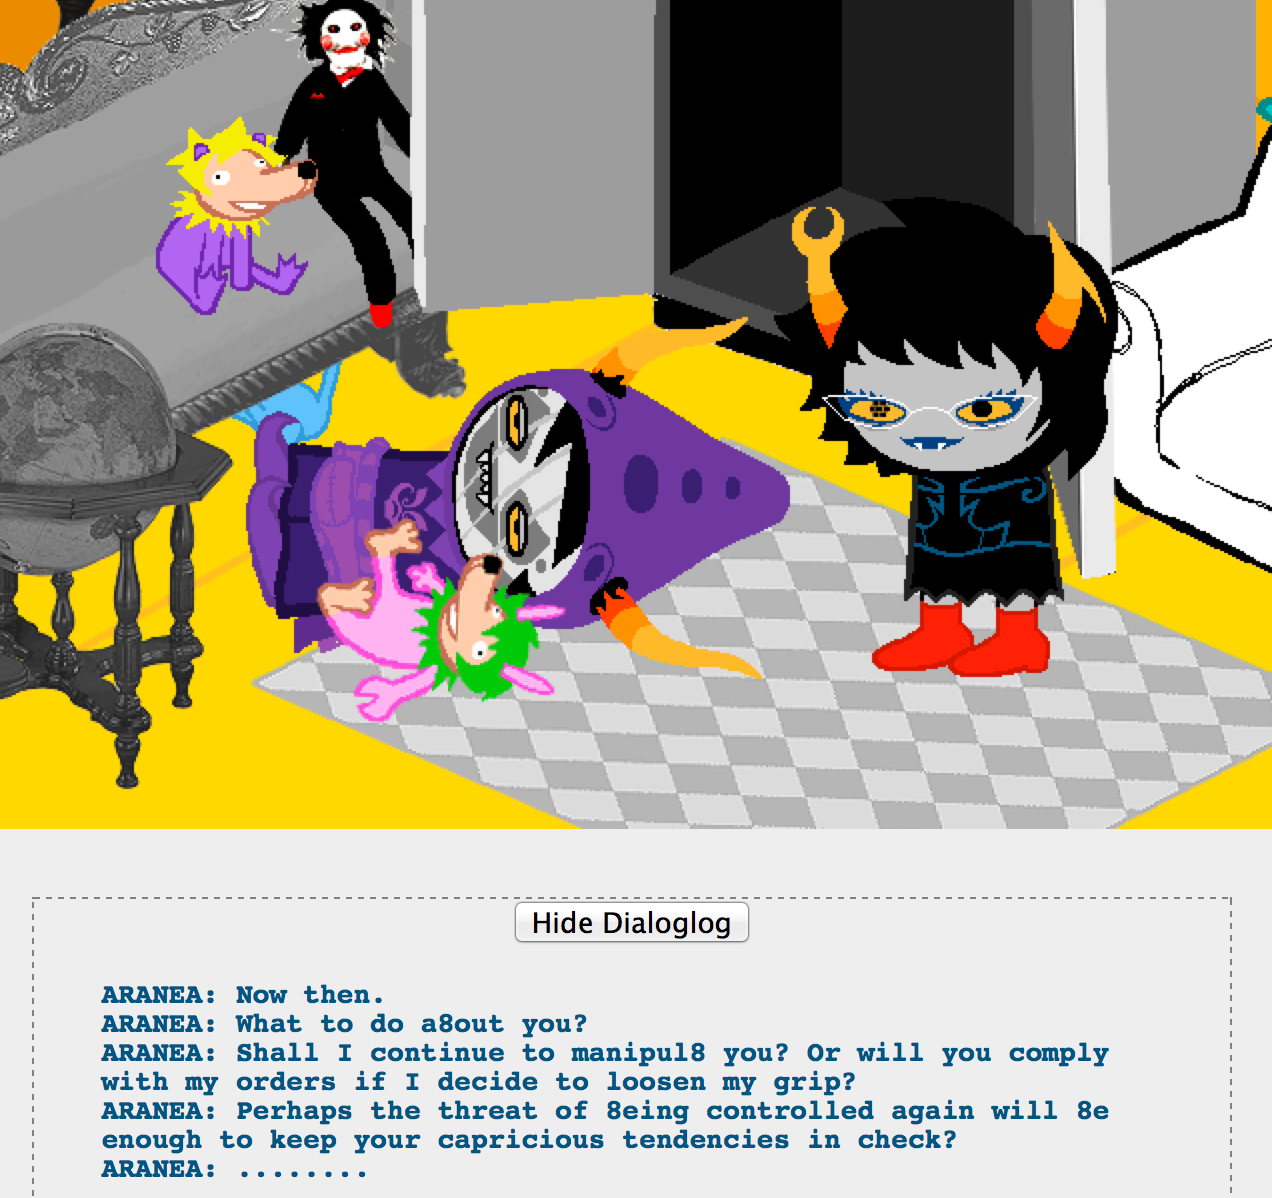 Hide Dialoglog
ARANEA: Now then.
ARANEA: What to do a8out you?
ARANEA: Shall I continue to manipul8 you? Or will you comply
with my orders if I decide to loosen my grip?
ARANEA: Perhaps the threat of 8eing controlled again will 8e
enough to keep your capricious tendencies in check?
ARANEA: ........